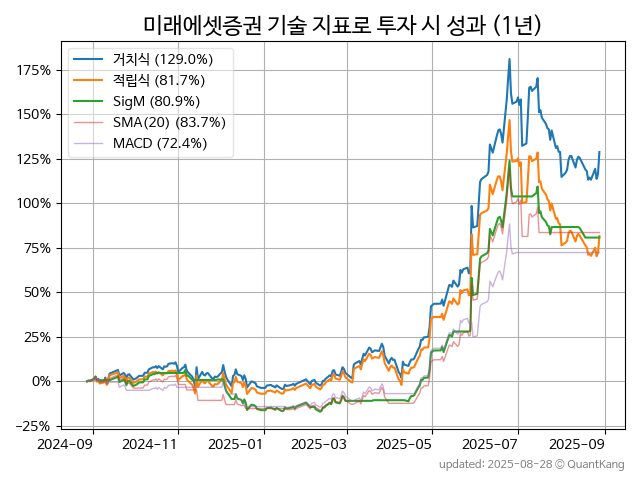 미래에셋증권 기술 지표로 투자 시 성과 (1년)
거치식 (129.0%)
적립식 (81.7%)
SigM (80.9%)
SMA(20) (83.7%)
MACD (72.4%)
175%
150%
125%
100%
75%
50%
25%
0%
−25%
2024-09 2024-11 2025-01 2025-03 2025-05 2025-07 2025-09
updated: 2025-08-28 © QuantKang